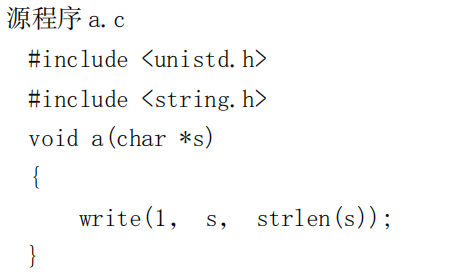 源程序 a.c
#include <unistd.h>
#include <string.h>
void a(char *s)
{
write(1, s, strlen(s));
}